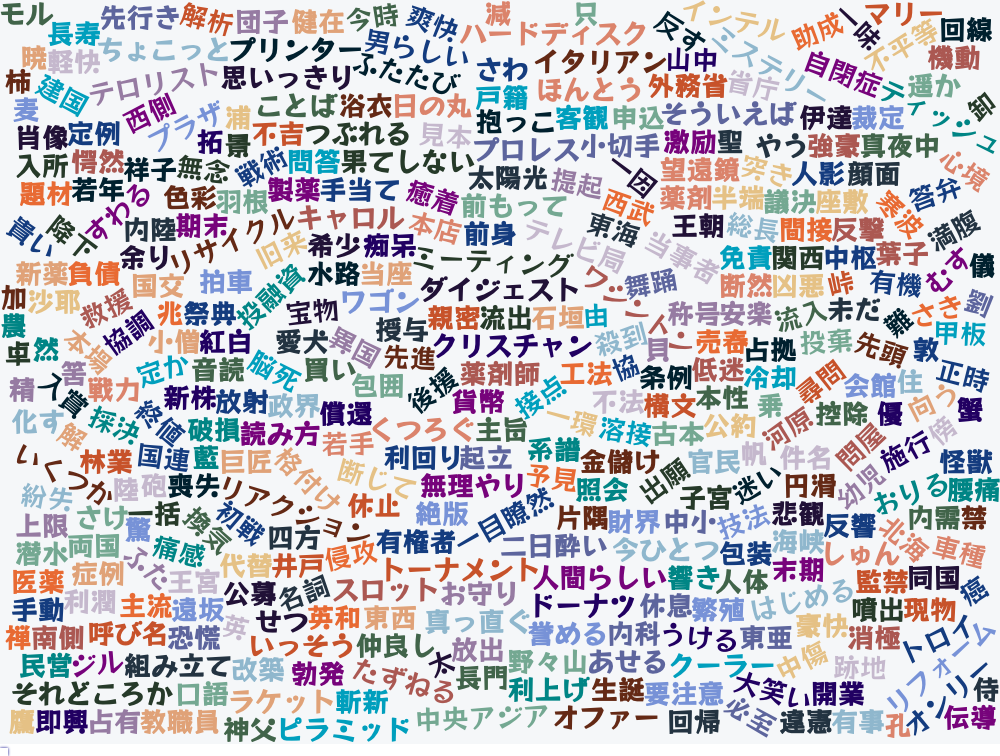 モル 先行き 解析 団子 健在 今時 爽快 減 只 インテル 助成 一味 マリー 回線
長寿 ハードディスク 反す ミステリー 不平等
暁 軽快 ちょこっと プリンター 男らしい イタリアン 山中 自閉症 機動
柿 建国 テロリスト 思いっきり ふたたび さわ ほんとう 外務省 省庁 ティッシュ 遥か 卸
麦 西側 プラザ 浦 ことば 浴衣 日の丸 戸籍 抱っこ 客観 申込 そういえば 伊達 裁定
肖像 定例 拓 景 不吉 つぶれる 見本 プロレス 小切手 激励 聖 やう 強豪 真夜中
入所 愕然 祥子 無念 戦術 問答 果てしない 太陽光 提起 一因 望遠鏡 突き 人影 顔面 心境
題材 若年 すわる 色彩 羽根 製薬 手当て 癒着 前もって 西武 薬剤 半端 議決 座敷 寒波 答弁
貴い 降下 内陸 期末 リサイクル キャロル 本店 前身 テレビ局 東海 当事者 王朝 総長 間接 反撃 満腹
余り 旧来 希少 痴呆 ミーティング 免責 関西 中枢 葉子 むす 儀
新薬 負債 国交 拍車 投融資 水路 当座 ダイジェスト ワシントン 舞踊 断然 凶悪 峠 有機
加 沙耶 救援 兆 祭典 宝物 ワゴン 親密 流出 石垣 由 称号 安楽 流入 未だ 難 さき 劉
農 本場 協調 小僧 紅白 愛犬 異国 授与 クリスチャン 殺到 貝 売春 占拠 投棄 先頭 敦 甲板
卓 然 筈 定か 音読 脳死 買い 先進 薬剤師 工法 協 条例 低迷 冷却 尋問 会館 住 正時
精 入賞 戦力 新株 放射 政界 償還 包囲 後援 貨幣 接点 不法 構文 本性 乗 控除 優 向う 蟹
化す 解 採決 数値 破損 読み方 若手 くつろぐ 主旨 一環 溶接 古本 公約 河原 問屋 施行 傍
いくつか 林業 国連 藍 巨匠 格付け 断じて 利回り 起立 系譜 金儲け 官民 帆 件名 幼児 怪獣
紛失 陸 砲 喪失 リアクション 休止 無理やり 予見 照会 出願 子宮 迷い 円滑 おりる 腰痛
上限 さけ 一括 換気 初戦 絶版 一目瞭然 片隅 財界 中小 技法 悲観 反響 北海 内需 禁
潜水 両国 驚 ふた 痛感 四方 有権者 二日酔い 今ひとつ 包装 海峡 しゅん 車種
医薬 症例 王宮 代替 井戸 侵攻 トーナメント 人間らしい 響き 人体 末期 監禁 同国 癌
手動 利潤 主流 遠坂 公募 名詞 スロット お守り ドーナツ 休息 繁殖 はじめる 噴出 現物
禅 南側 呼び名 恐慌 英 せつ 英和 東西 真っ直ぐ 誉める 内科 うける 東亜 豪快 消極 トロイ
民営 ジル 組み立て いっそう 仲良し 太 放出 野々山 あせる クーラー 中傷 跡地 リフォーム
それどころか 口語 改築 勃発 たずねる 長門 利上げ 生誕 要注意 大笑い 開業 オンリー 侍
鷹 即興 占有 教職員 ラケット 斬新 神父 ピラミッド 中央アジア オファー 回帰 必至 違憲 有事 孔 伝導